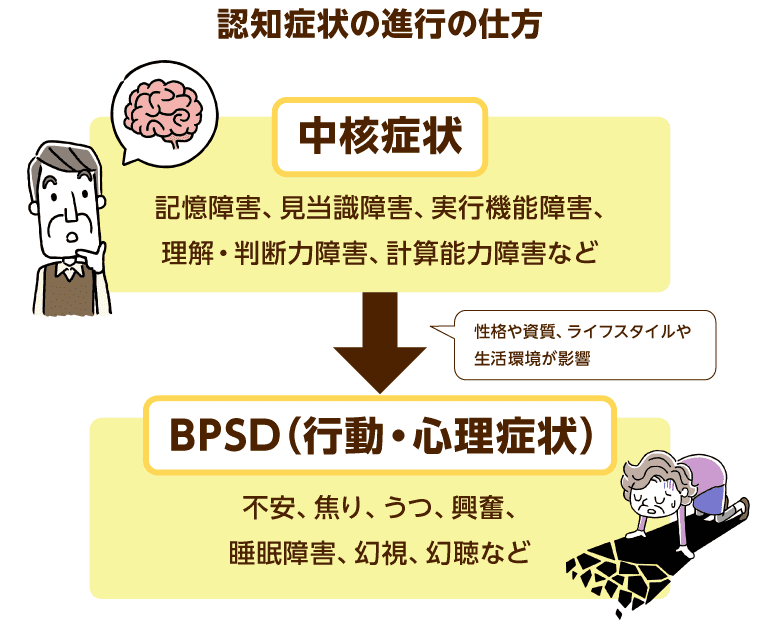 認知症状の進行の仕方
中核症状
記憶障害、見当識障害、実行機能障害、
理解・判断力障害、計算能力障害など
性格や資質、ライフスタイルや
生活環境が影響
BPSD(行動・心理症状)
不安、焦り、うつ、興奮、
睡眠障害、幻視、幻聴など